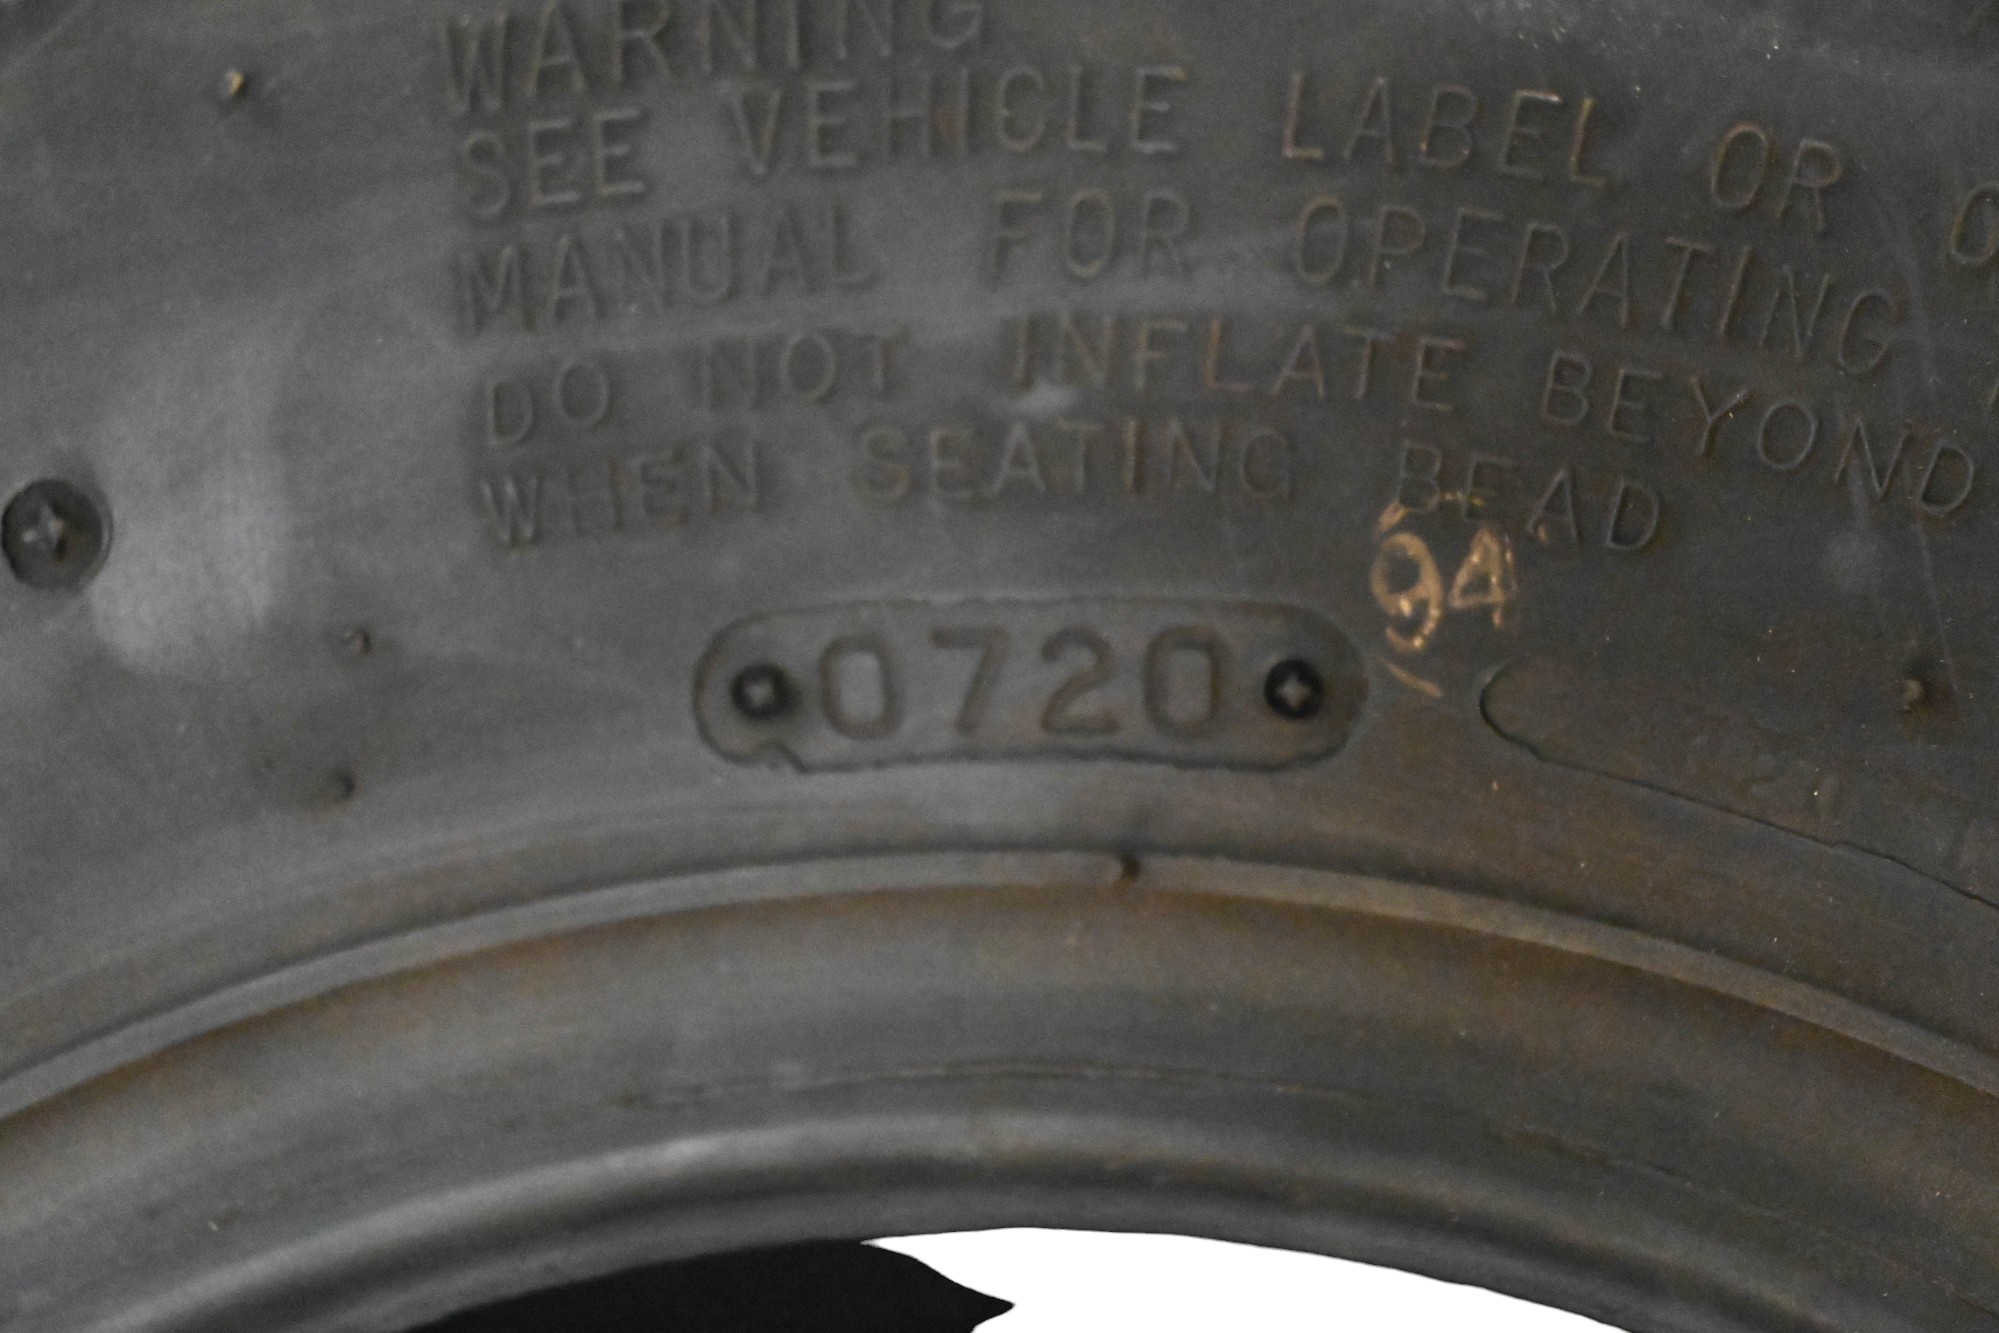 WARNING
SEE VEHICLE LABEL OR
MANUAL FOR OPERATING
DO NOT INFLATE BEYOND
WHEN SEATING BEAD
94
0720